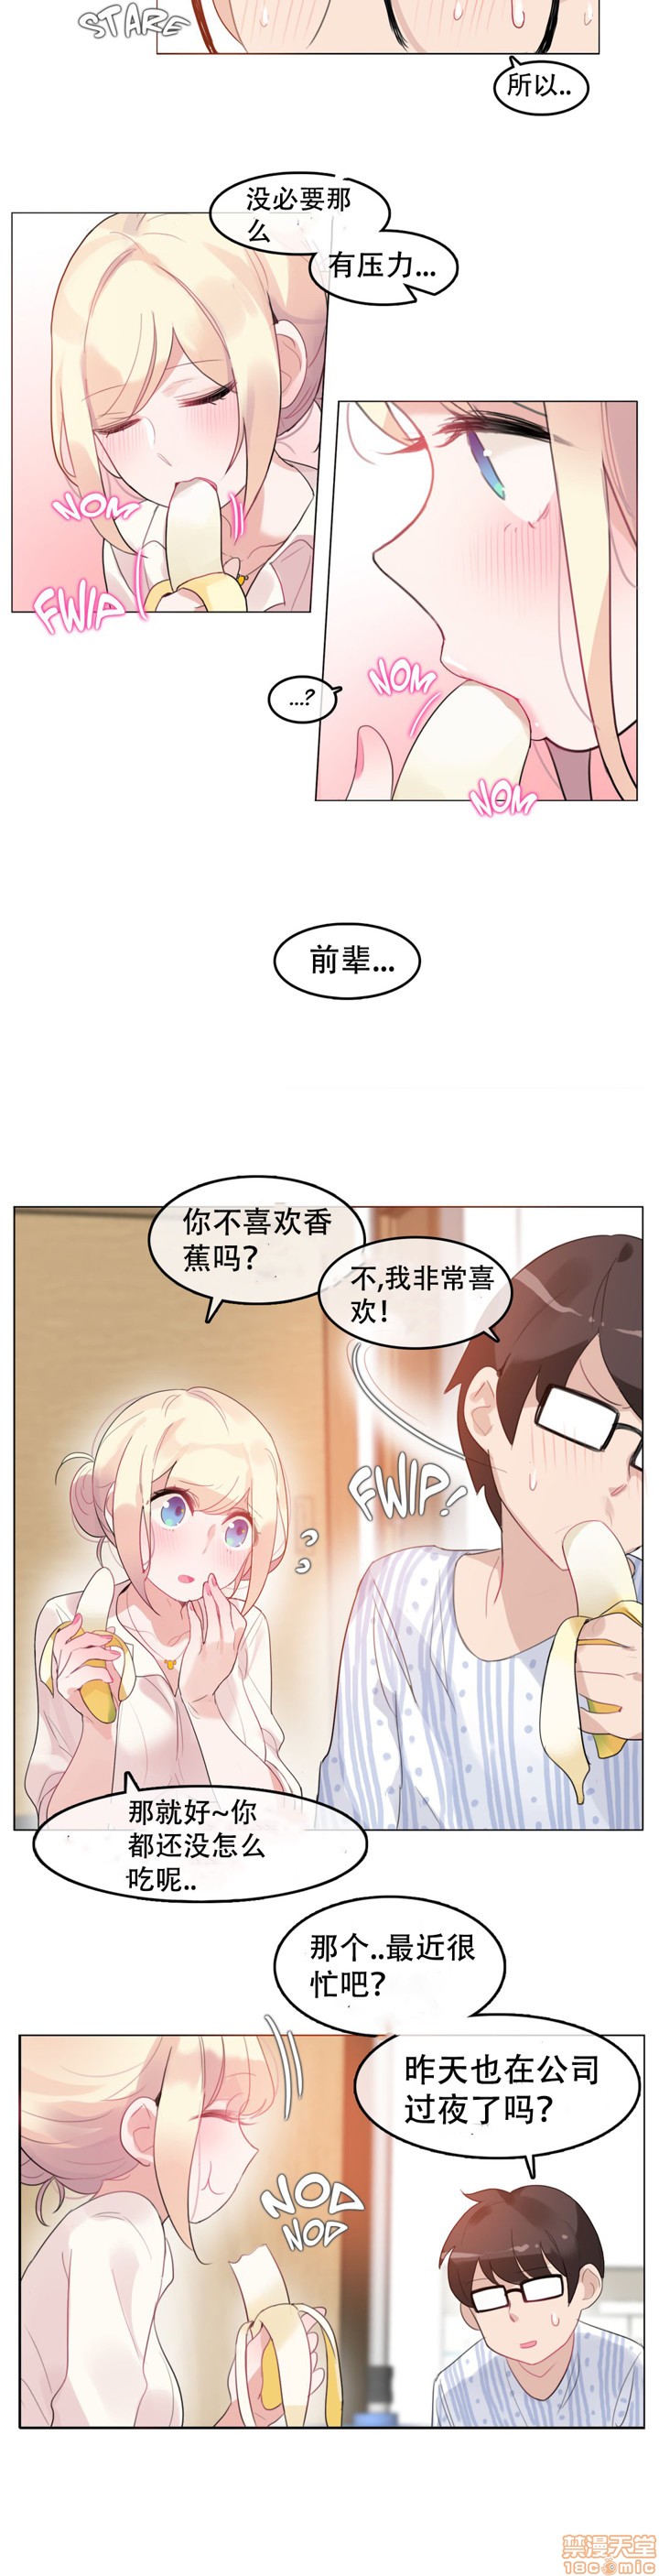 STARE
所以..
没必要那
么
有压力...
NOM
FWIP
NOM
...?
NOM
前辈...
你不喜欢香
蕉吗?
不,我非常喜
欢!
FWIP!
那就好~你
都还没怎么
吃呢..
那个..最近很
忙吧?
昨天也在公司
过夜了吗?
NOD
NOD
禁漫天堂
18comic